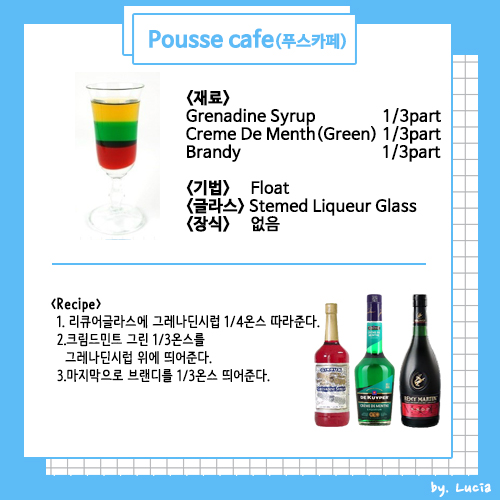 Pousse cafe(푸스카페)
<재료>
Grenadine Syrup 1/3part
Creme De Menth(Green) 1/3part
Brandy 1/3part
<기법> Float
<글라스> Stemed Liqueur Glass
<장식> 없음
<Recipe>
1. 리큐어글라스에 그레나딘시럽 1/4온스 따라준다.
2.크림드민트 그린 1/3온스를
그레나딘시럽 위에 띄어준다.
3.마지막으로 브랜디를 1/3온스 띄어준다.
DE KUYPER
CREME DE MENTHE
REMY MARTIN
V.S.O.P
by. Lucia